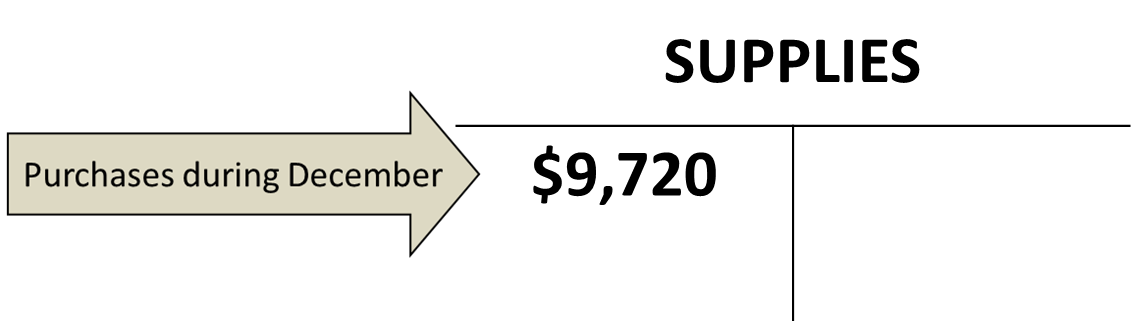 SUPPLIES
Purchases during December
$9,720